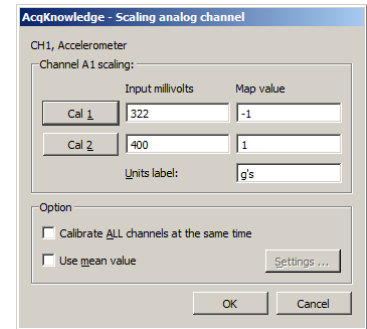 AcqKnowledge - Scaling analog channel
CH1, Accelerometer
Channel A1 scaling:
Input millivolts Map value
Cal 1 322 -1
Cal 2 400 1
Units label: g's
Option
Calibrate ALL channels at the same time
Use mean value Settings ...
OK Cancel